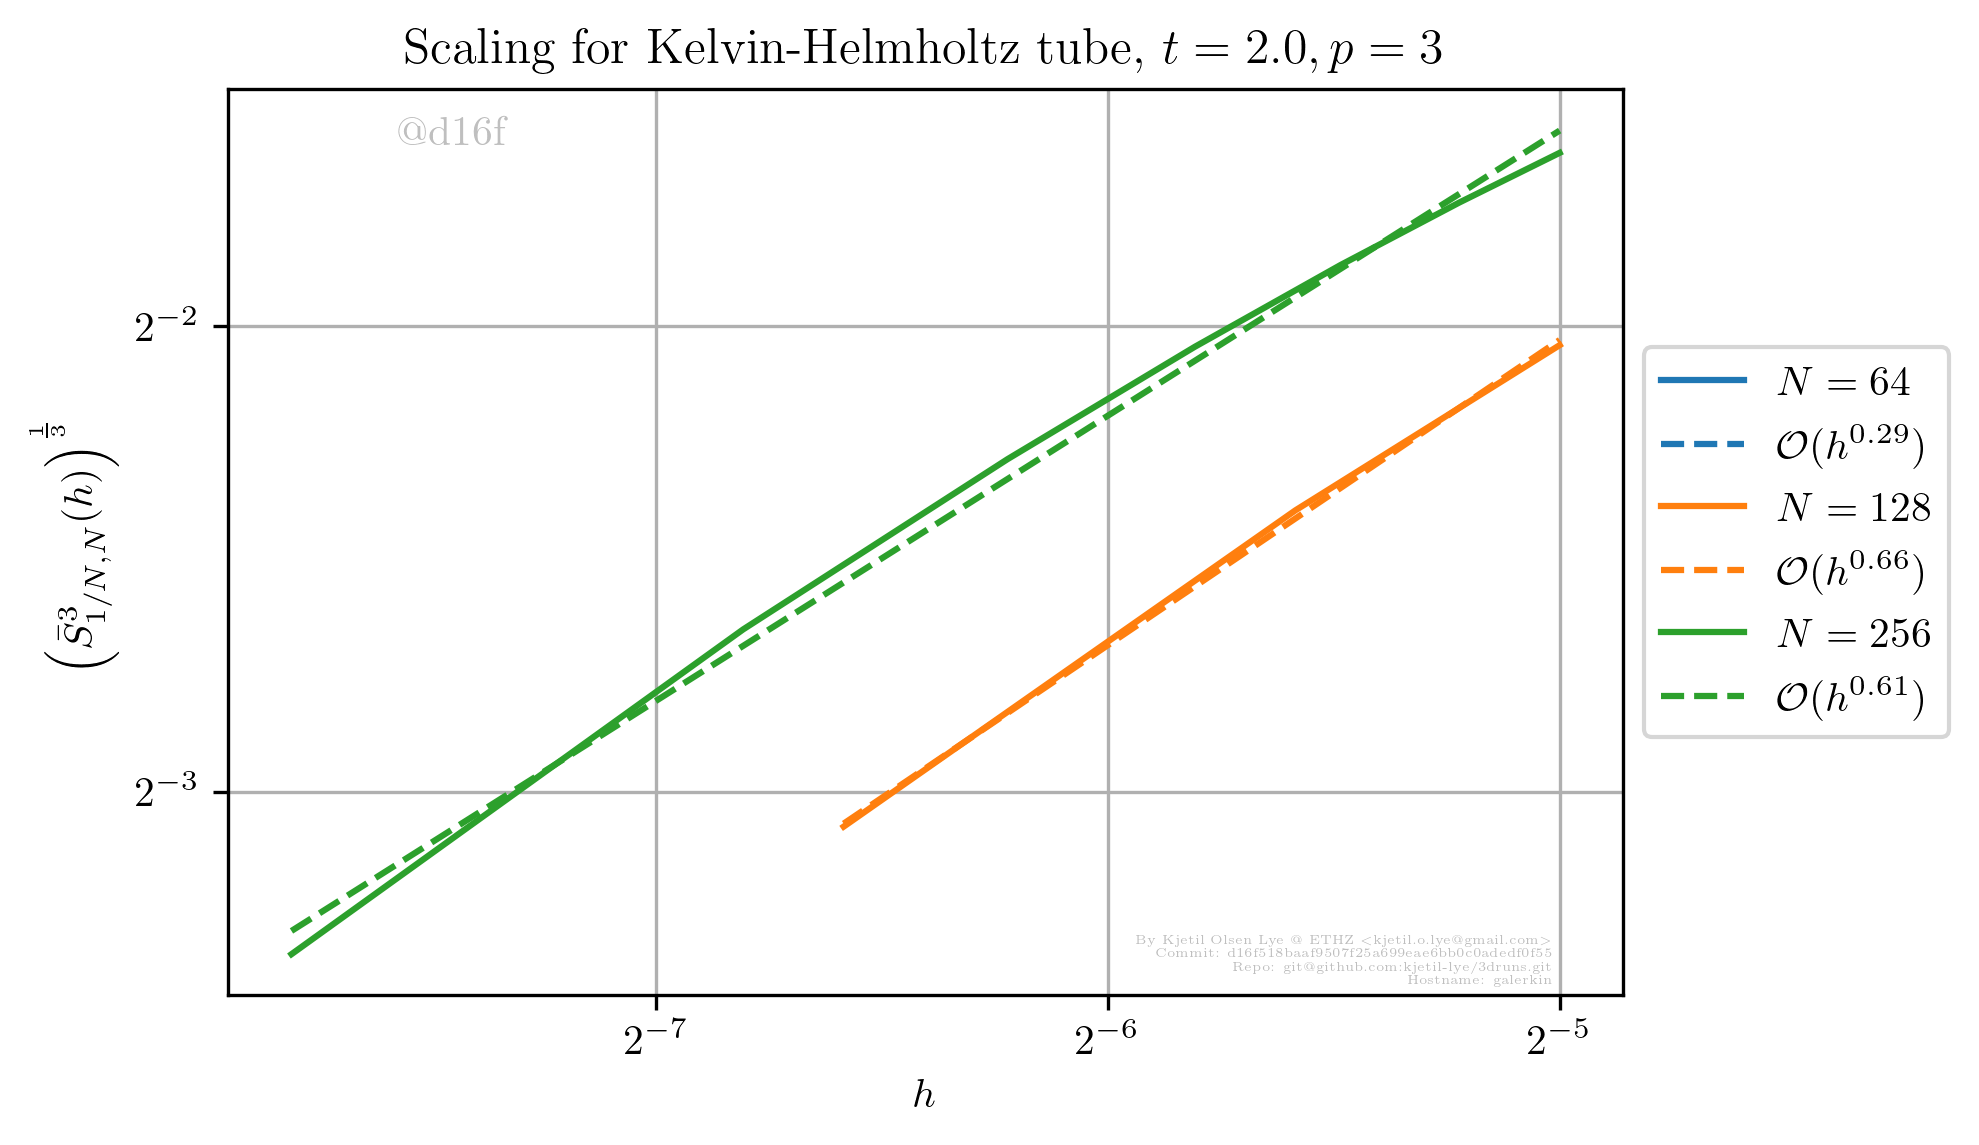 Scaling for Kelvin-Helmholtz tube, $t = 2.0, p = 3$
@d16f
$2^{-2}$
$2^{-3}$
$\left(\bar{S}^3_{1/N,N}(h)\right)^{\frac{1}{3}}$
$N = 64$
$\mathcal{O}(h^{0.29})$
$N = 128$
$\mathcal{O}(h^{0.66})$
$N = 256$
$\mathcal{O}(h^{0.61})$
By Kjetil Olsen Lye @ ETHZ <kjetil.o.lye@gmail.com>
Commit: d16f518baaf9507f25a699eae6bb0c0adedf0f55
Repo: git@github.com:kjetil-lye/3druns.git
Hostname: galerkin
$2^{-7}$ $2^{-6}$ $2^{-5}$
$h$